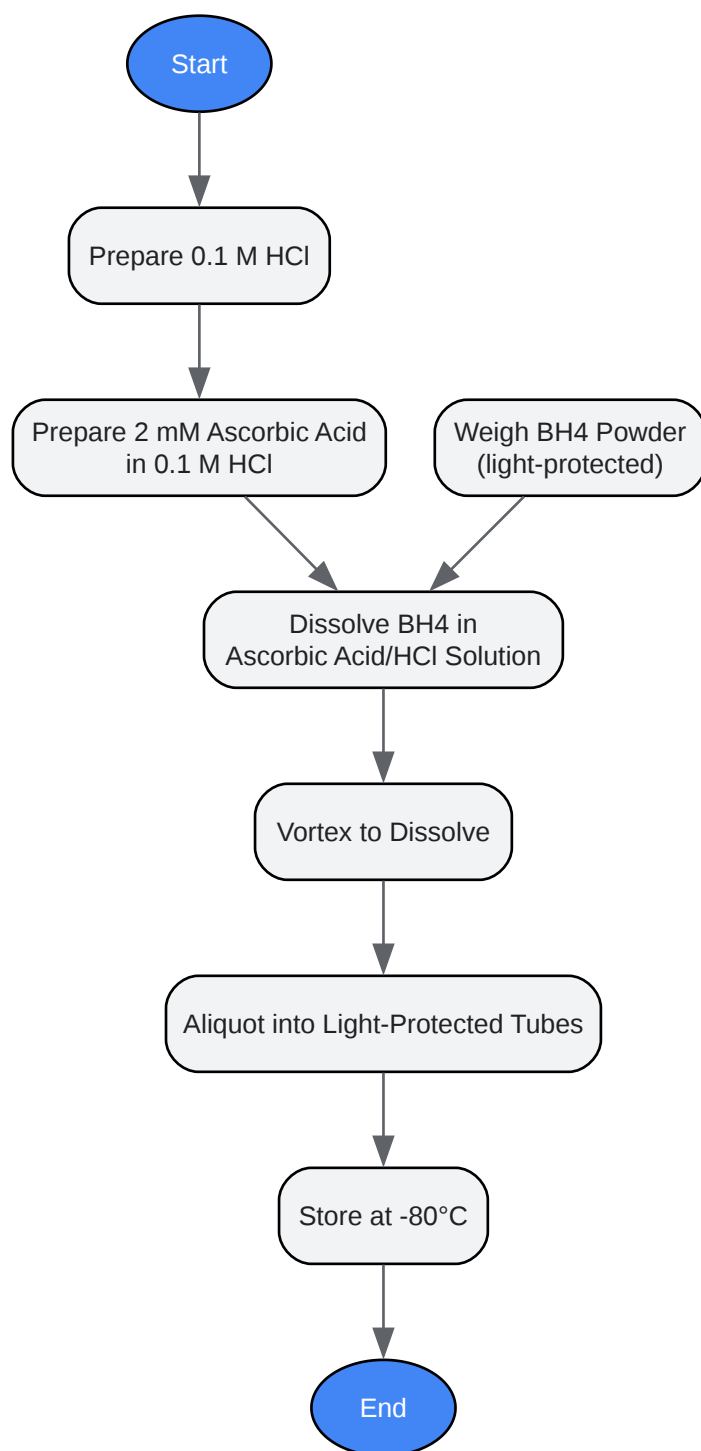 Start
Prepare 0.1 M HCl
Prepare 2 mM Ascorbic Acid
in 0.1 M HCl
Weigh BH4 Powder
(light-protected)
Dissolve BH4 in
Ascorbic Acid/HCl Solution
Vortex to Dissolve
Aliquot into Light-Protected Tubes
Store at -80°C
End